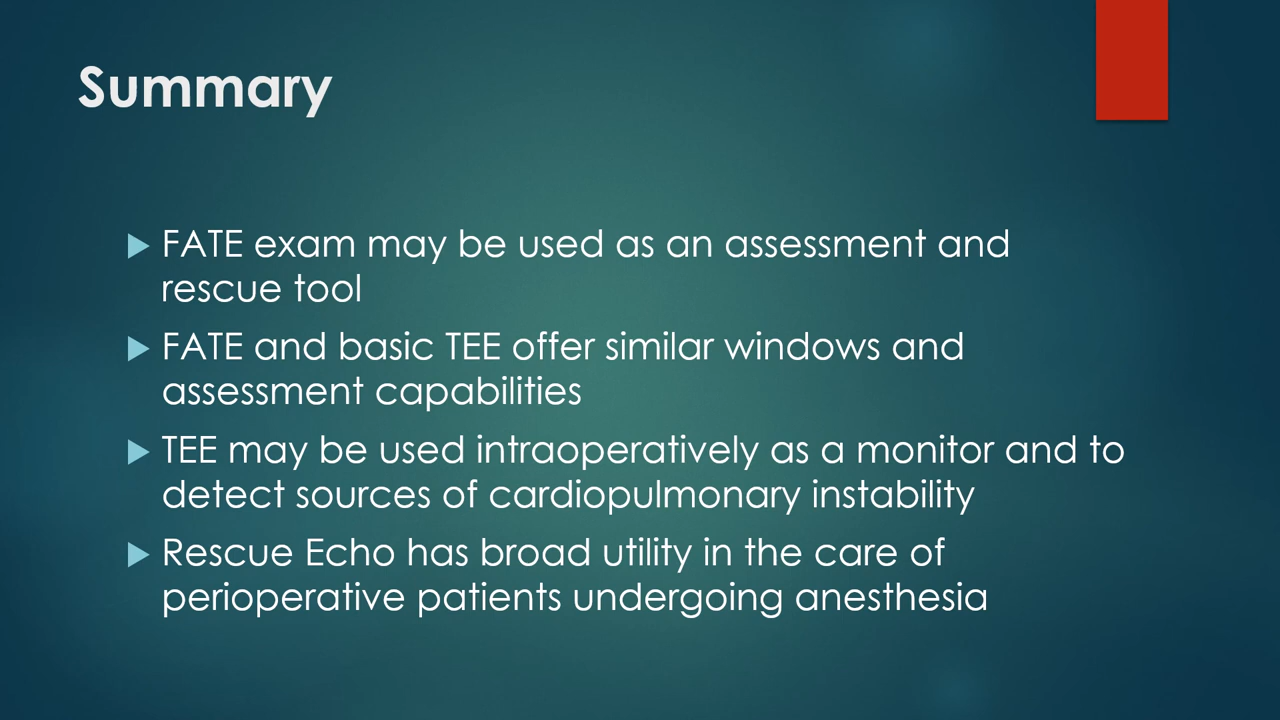 Summary
FATE exam may be used as an assessment and
rescue tool
FATE and basic TEE offer similar windows and
assessment capabilities
TEE may be used intraoperatively as a monitor and to
detect sources of cardiopulmonary instability
Rescue Echo has broad utility in the care of
perioperative patients undergoing anesthesia